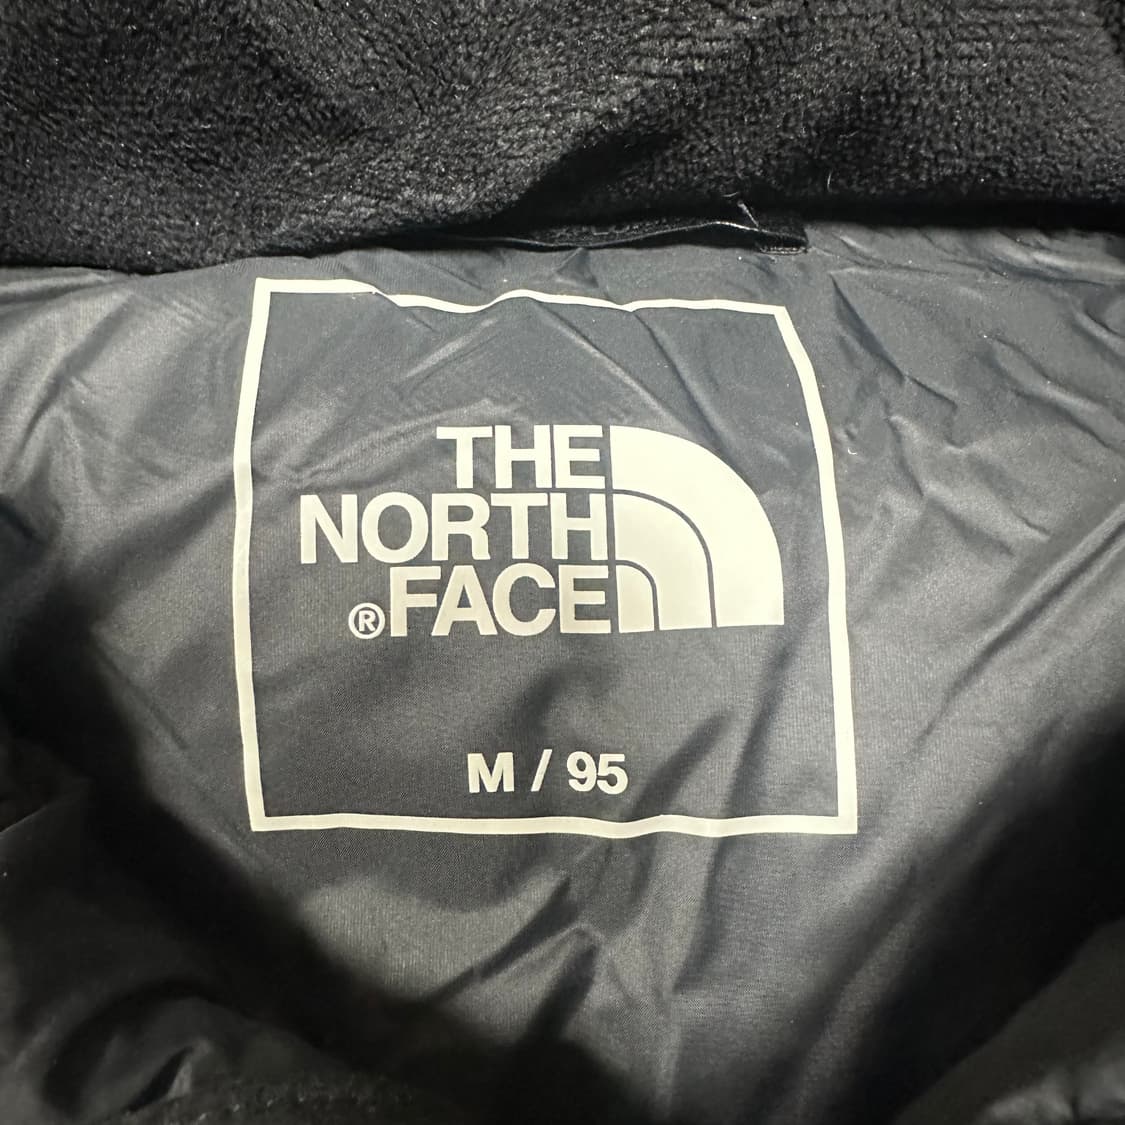 THE
NORTH
®FACE
M / 95